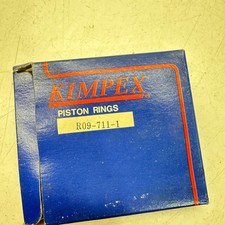 KIMPEX
PISTON RINGS
R09-711-1